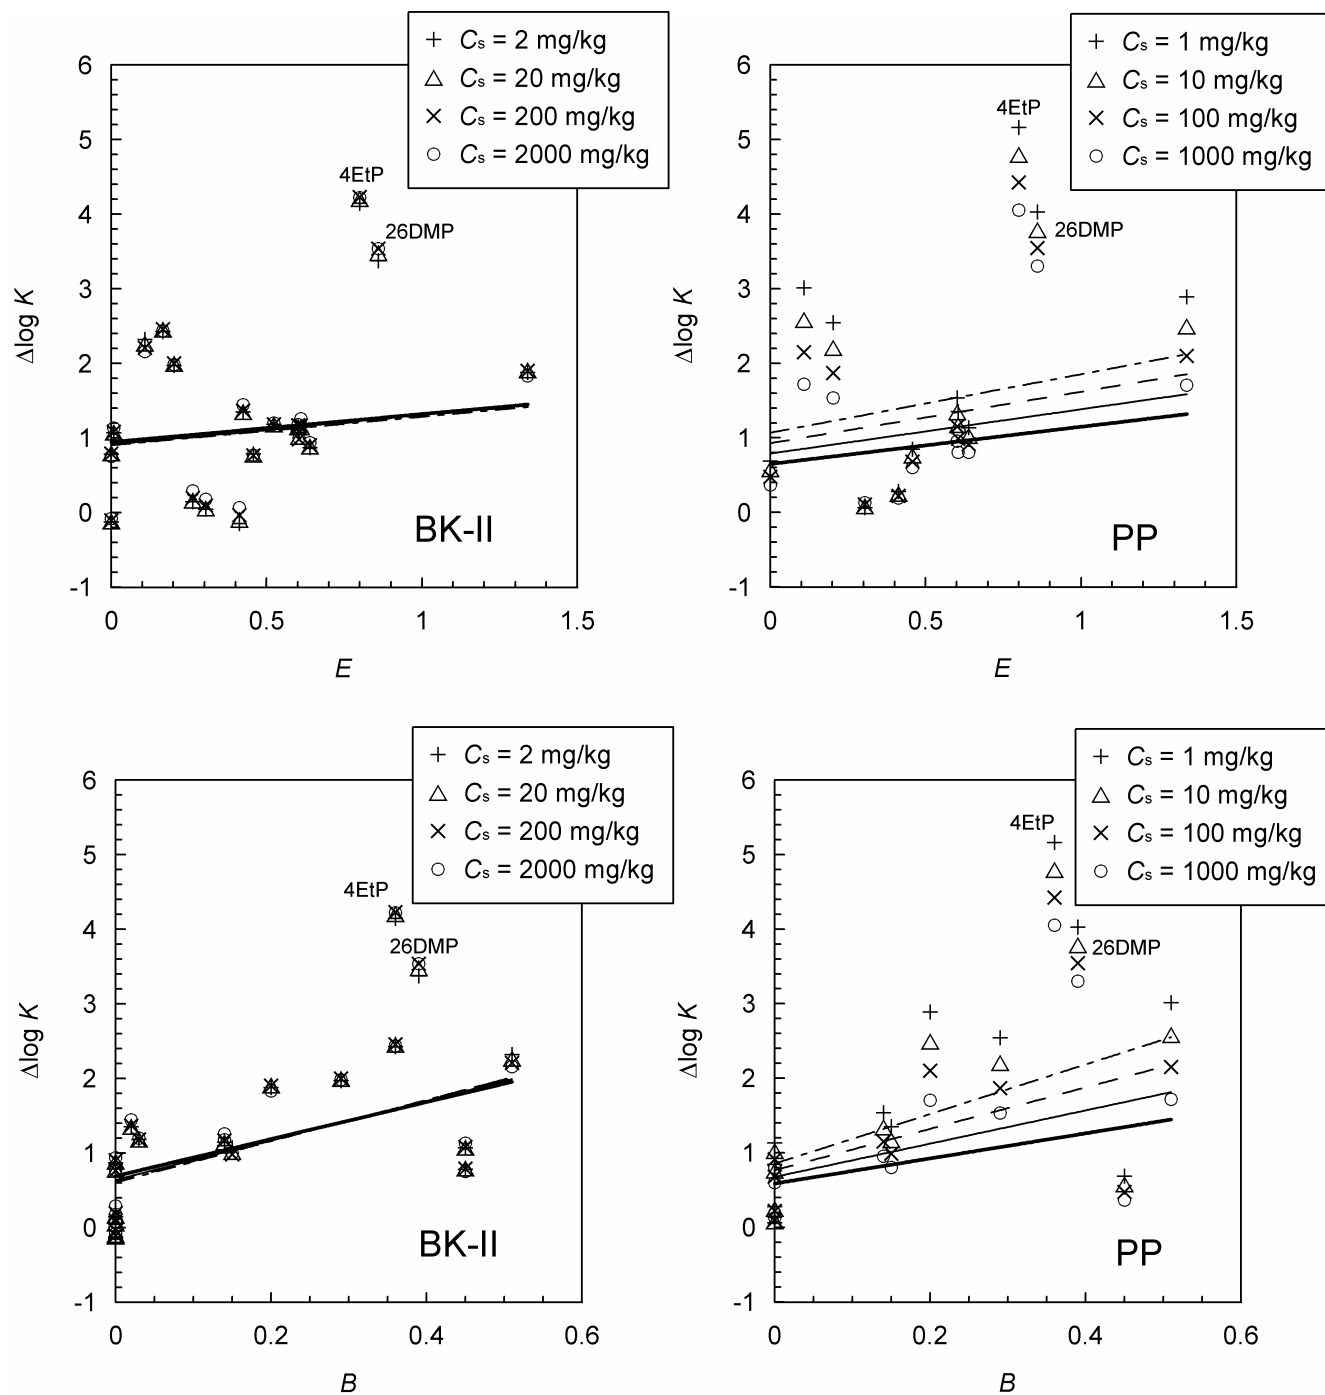 Cs = 2 mg/kg
Cs = 20 mg/kg
Cs = 200 mg/kg
Cs = 2000 mg/kg
6
5
4
3
2
1
0
-1
Δlog K
4EtP
26DMP
BK-II
0
0.5
1
1.5
E
Cs = 1 mg/kg
Cs = 10 mg/kg
Cs = 100 mg/kg
Cs = 1000 mg/kg
6
5
4
3
2
1
0
-1
Δlog K
4EtP
26DMP
PP
0
0.5
1
1.5
E
Cs = 2 mg/kg
Cs = 20 mg/kg
Cs = 200 mg/kg
Cs = 2000 mg/kg
6
5
4
3
2
1
0
-1
Δlog K
4EtP
26DMP
BK-II
0
0.2
0.4
0.6
B
Cs = 1 mg/kg
Cs = 10 mg/kg
Cs = 100 mg/kg
Cs = 1000 mg/kg
6
5
4
3
2
1
0
-1
Δlog K
4EtP
26DMP
PP
0
0.2
0.4
0.6
B